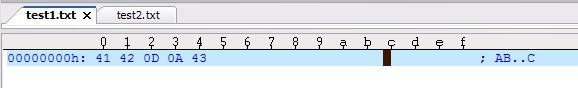 test1.txt × test2.txt
0 1 2 3 4 5 6 7 8 9 a b c d e f
00000000h: 41 42 0D 0A 43 ; AB..C